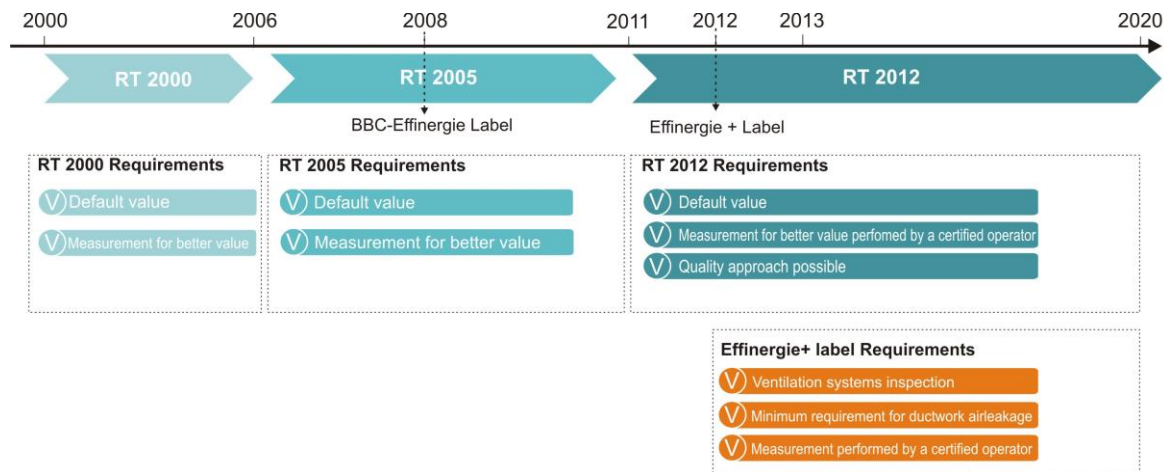 2000 2006 2008 2011 2012 2013 2020
RT 2000 RT 2005 RT 2012
BBC-Effinergie Label Effinergie + Label
RT 2000 Requirements
V Default value
V Measurement for better value
RT 2005 Requirements
V Default value
V Measurement for better value
RT 2012 Requirements
V Default value
V Measurement for better value perfomed by a certified operator
V Quality approach possible
Effinergie+ label Requirements
V Ventilation systems inspection
V Minimum requirement for ductwork airleakage
V Measurement performed by a certified operator